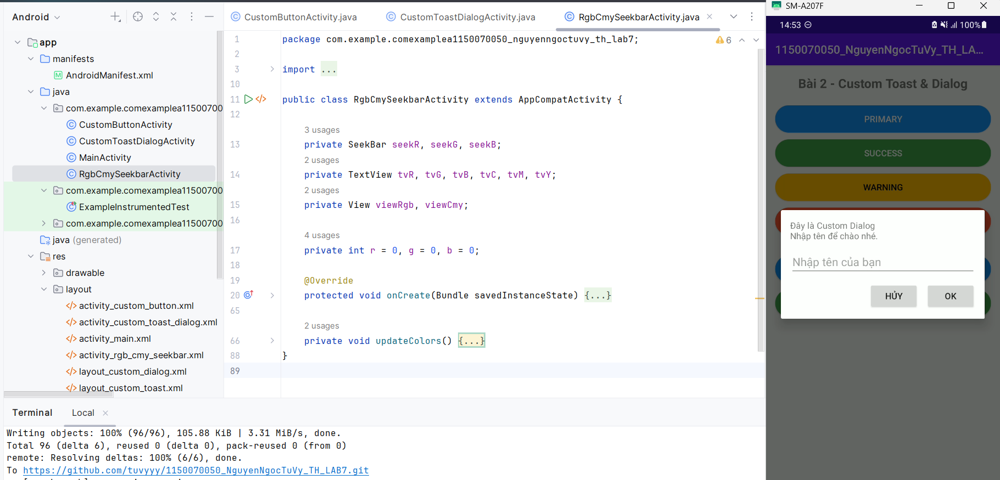 Android
CustomButtonActivity.java
CustomToastDialogActivity.java
RgbCmySeekbarActivity.java
app
manifests
AndroidManifest.xml
java
com.example.comexamplea11500700
CustomButtonActivity
CustomToastDialogActivity
MainActivity
RgbCmySeekbarActivity
com.example.comexamplea11500700
ExampleInstrumentedTest
com.example.comexamplea11500700
java (generated)
res
drawable
layout
activity_custom_button.xml
activity_custom_toast_dialog.xml
activity_main.xml
activity_rgb_cmy_seekbar.xml
layout_custom_dialog.xml
layout_custom_toast.xml
6
1 package com.example.comexamplea1150070050_nguyenngoctuvy_th_lab7;
2
3 import ...
10
11 public class RgbCmySeekbarActivity extends AppCompatActivity {
12
3 usages
13 private SeekBar seekR, seekG, seekB;
2 usages
14 private TextView tvR, tvG, tvB, tvC, tvM, tvY;
2 usages
15 private View viewRgb, viewCmy;
16
4 usages
17 private int r = 0, g = 0, b = 0;
18
19 @Override
20 protected void onCreate(Bundle savedInstanceState) {...}
65
2 usages
66 private void updateColors() {...}
88 }
89
Terminal
Local
Writing objects: 100% (96/96), 105.88 KiB | 3.31 MiB/s, done.
Total 96 (delta 6), reused 0 (delta 0), pack-reused 0 (from 0)
remote: Resolving deltas: 100% (6/6), done.
To https://github.com/tuvyyy/1150070050_NguyenNgocTuVy_TH_LAB7.git
SM-A207F
14:53
100%
1150070050_NguyenNgocTuVy_TH_LA...
Bài 2 - Custom Toast & Dialog
PRIMARY
SUCCESS
WARNING
Đây là Custom Dialog
Nhập tên để chào nhé.
Nhập tên của bạn
HỦY
OK